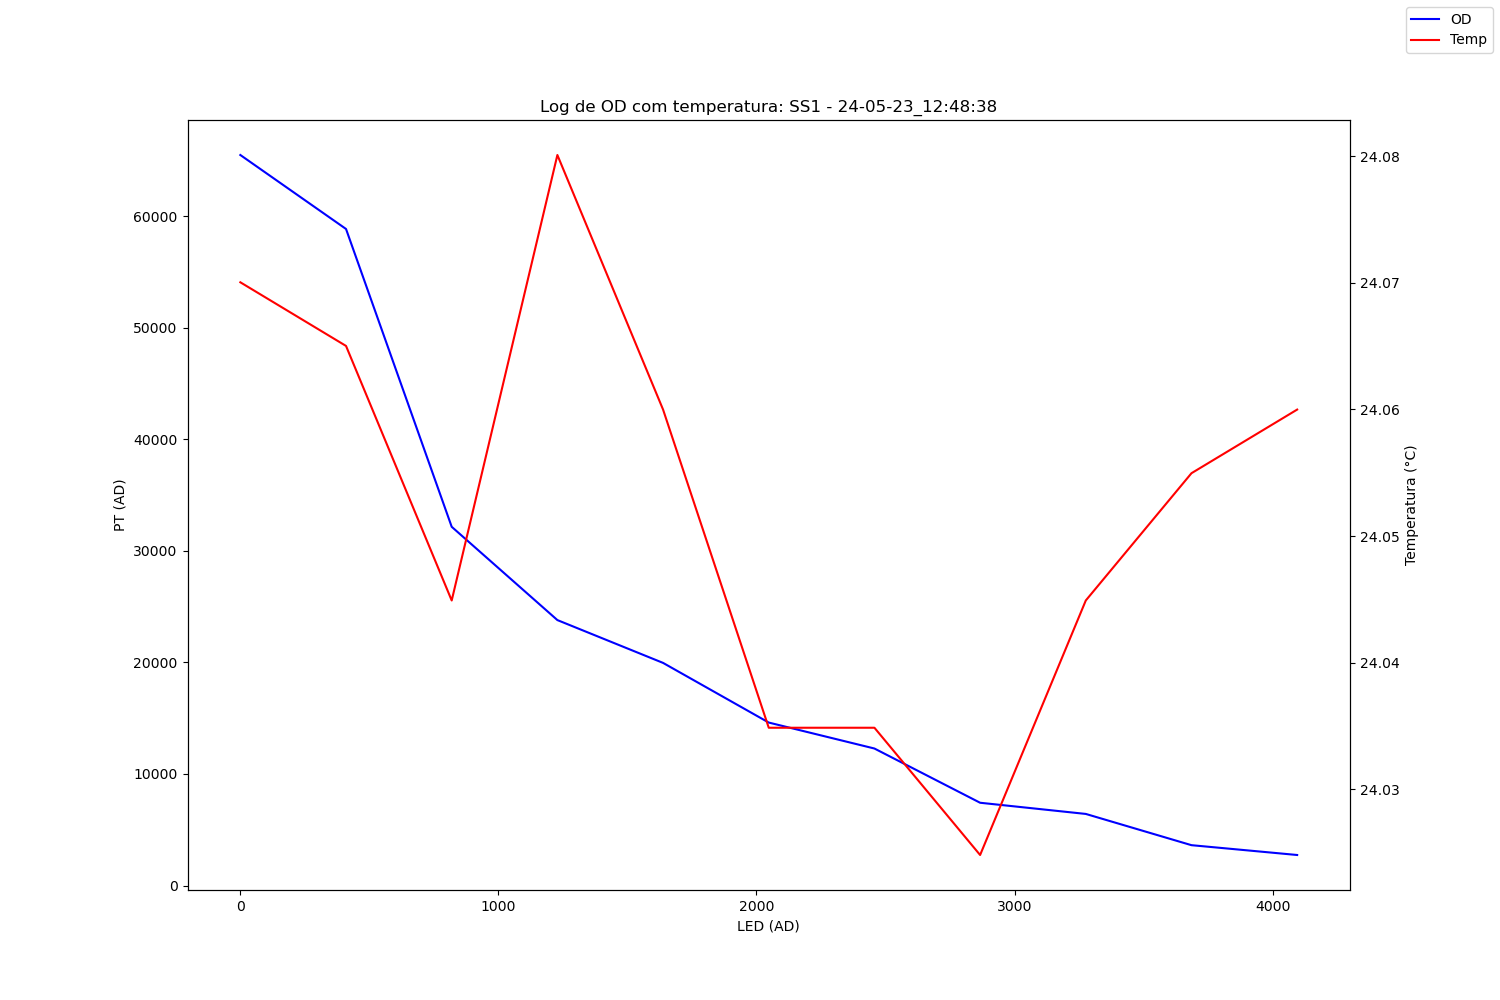 OD
Temp
Log de OD com temperatura: SS1 - 24-05-23_12:48:38
60000
50000
40000
30000
20000
10000
0
PT (AD)
24.08
24.07
24.06
24.05
24.04
24.03
Temperatura (°C)
0 1000 2000 3000 4000
LED (AD)